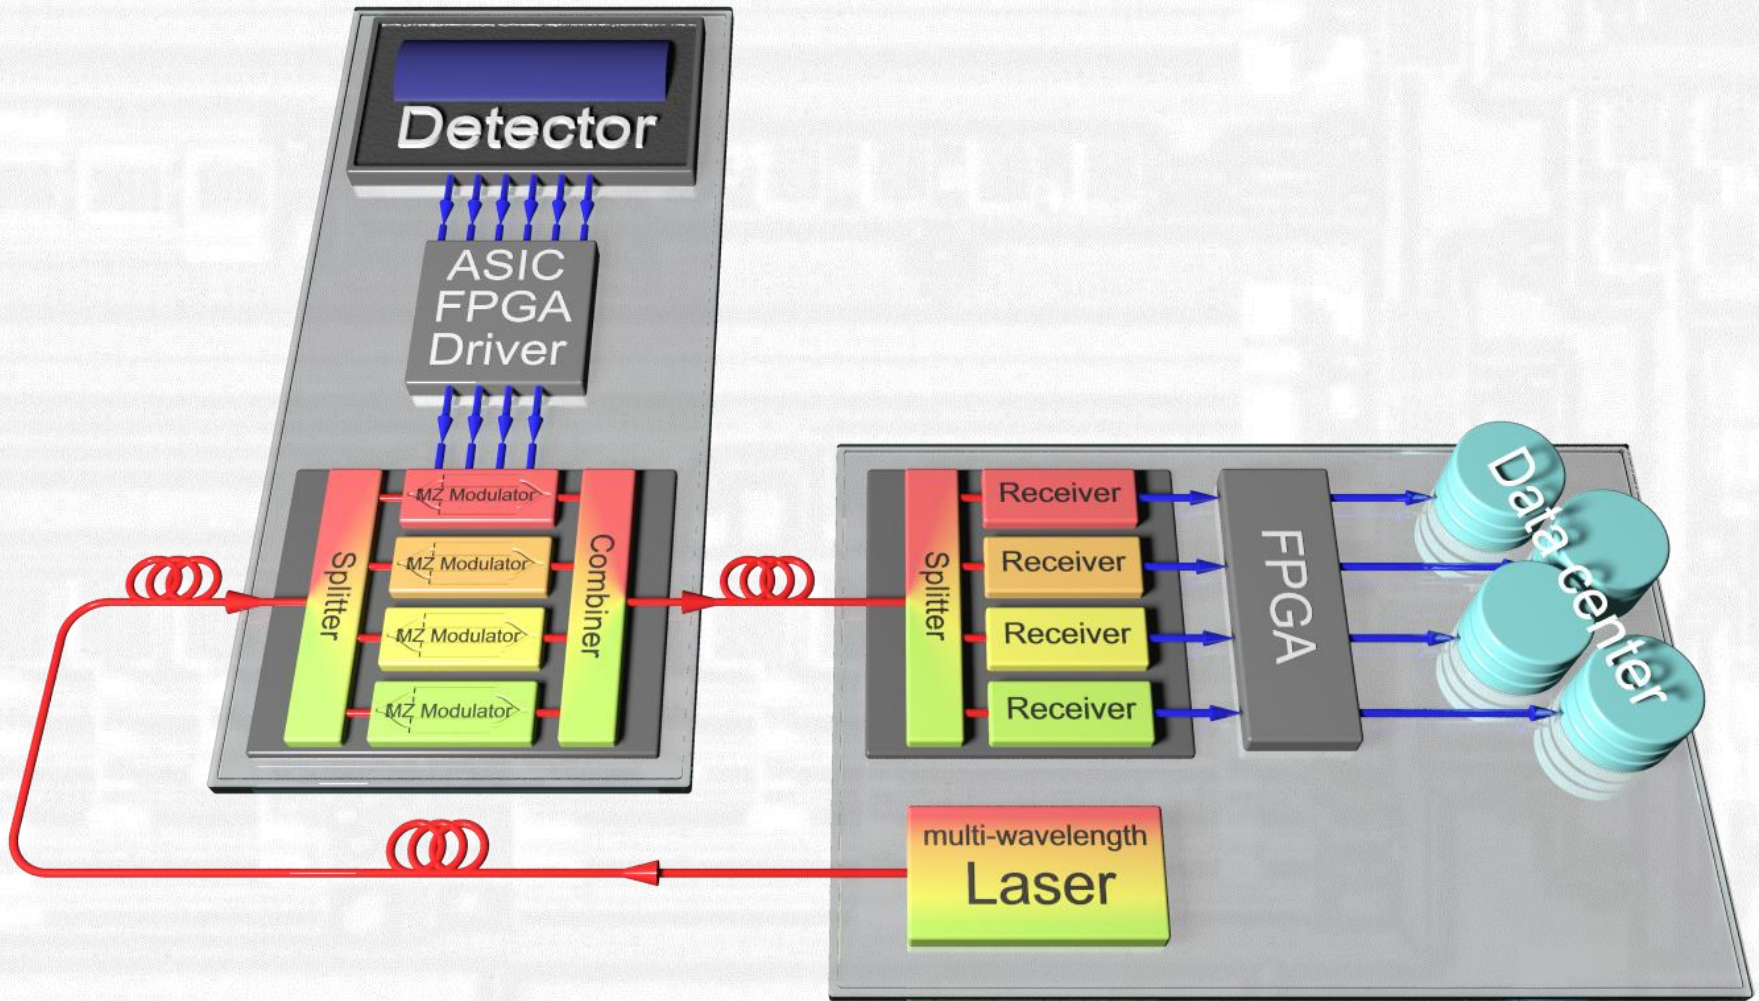 Detector
ASIC
FPGA
Driver
Splitter
MZ Modulator
MZ Modulator
MZ Modulator
MZ Modulator
Combiner
Splitter
Receiver
Receiver
Receiver
Receiver
FPGA
Data-center
multi-wavelength
Laser